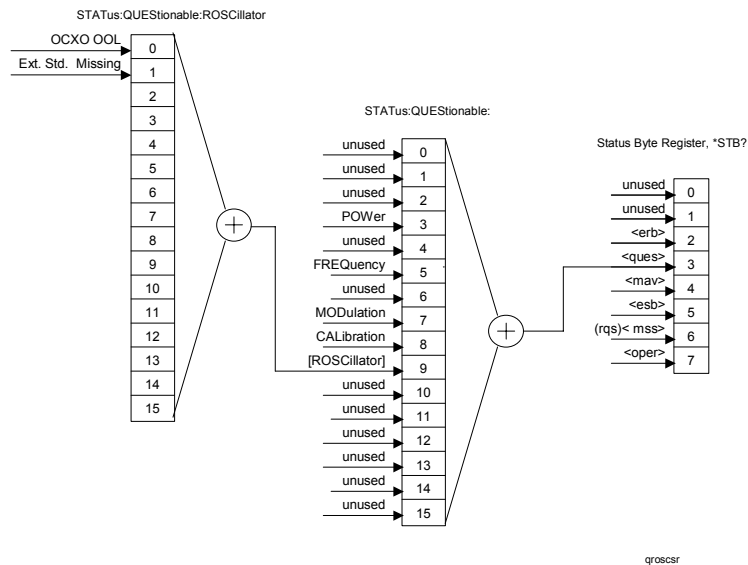 STATus:QUEStionable:ROSCillator
OCXO OOL
0
Ext. Std. Missing
1
2
3
4
5
6
7
8
9
10
11
12
13
14
15
STATus:QUEStionable:
unused
0
unused
1
unused
2
POWer
3
unused
4
FREQuency
5
unused
6
MODulation
7
CALibration
8
[ROSCillator]
9
unused
10
unused
11
unused
12
unused
13
unused
14
unused
15
Status Byte Register, *STB?
unused
0
unused
1
<erb>
2
<ques>
3
<mav>
4
<esb>
5
(rqs)< mss>
6
<oper>
7
qroscsr